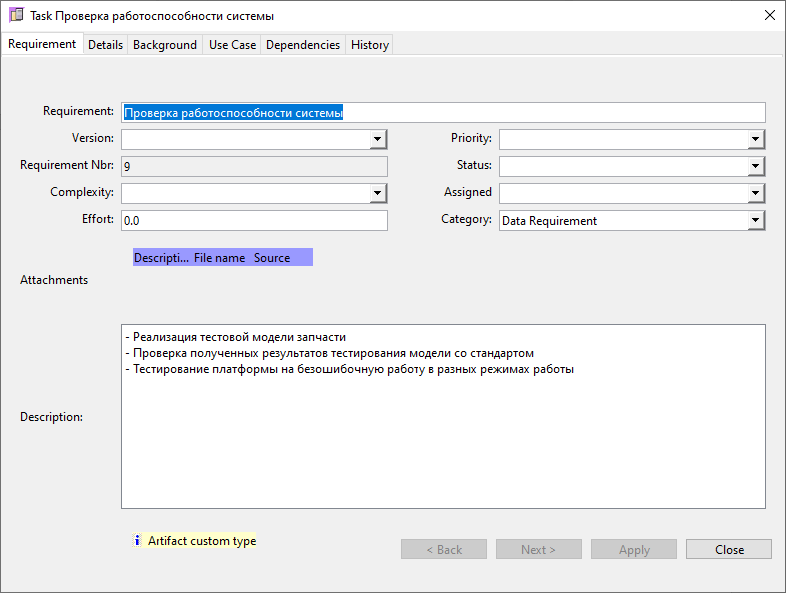 Task Проверка работоспособности системы
Requirement Details Background Use Case Dependencies History
Requirement: Проверка работоспособности системы
Version: Priority:
Requirement Nbr: 9 Status:
Complexity: Assigned
Effort: 0.0 Category: Data Requirement
Descripti... File name Source
Attachments
- Реализация тестовой модели запчасти
- Проверка полученных результатов тестирования модели со стандартом
- Тестирование платформы на безошибочную работу в разных режимах работы
Description:
i Artifact custom type
< Back Next > Apply Close